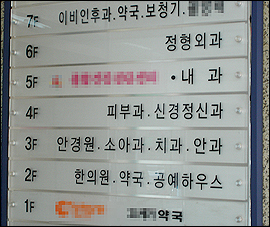 7F 이비인후과.약국.보청기.
6F 정형외과
5F •내과
4F 피부과.신경정신과
3F 안경원.소아과.치과.안과
2F 한의원.약국.공예하우스
1F 약국